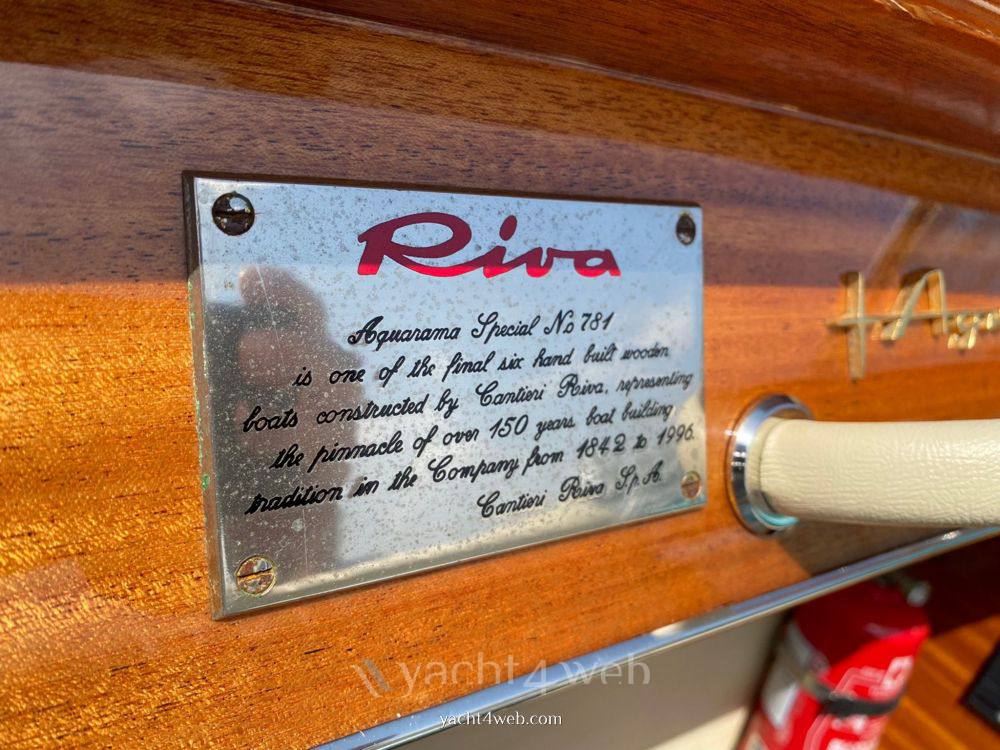 Riva
Aquarama Special No 781
is one of the final six hand built wooden
boats constructed by Cantieri Riva, representing
the pinnacle of over 150 years boat building
tradition in the Company from 1842 to 1996.
Cantieri Riva S.p.A.
yacht4web
yacht4web.com